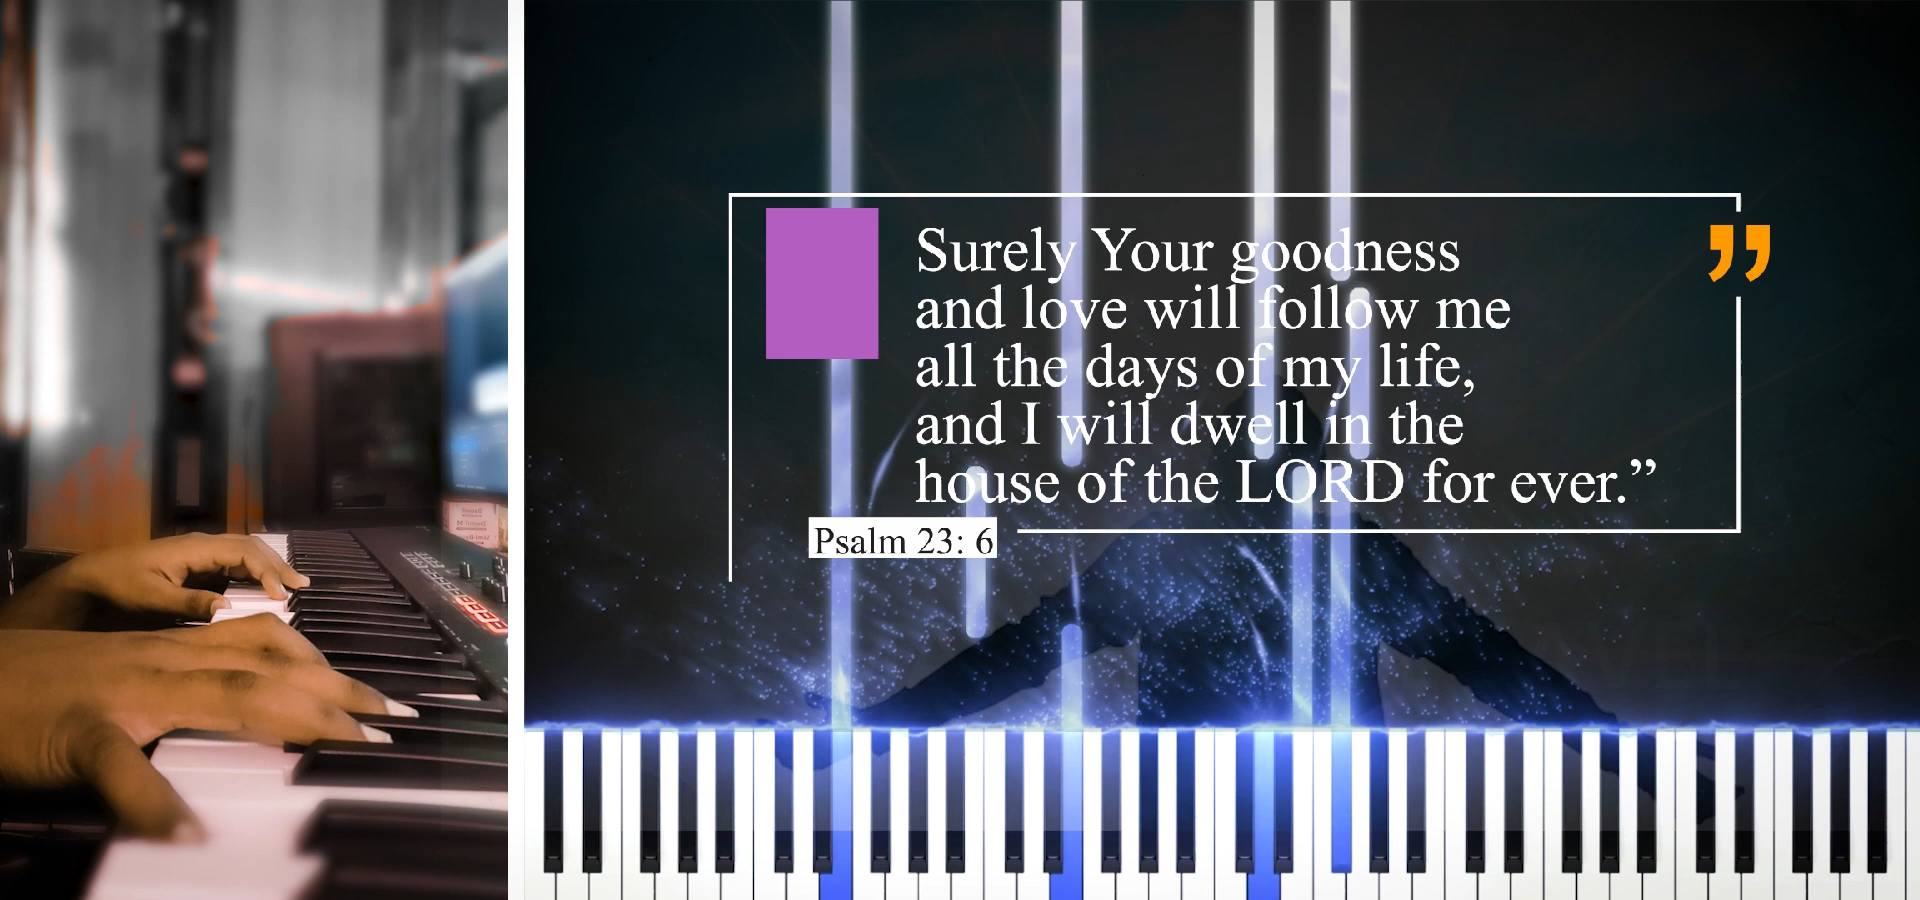 Surely Your goodness
and love will follow me
all the days of my life,
and I will dwell in the
house of the LORD for ever.”
”
Psalm 23: 6